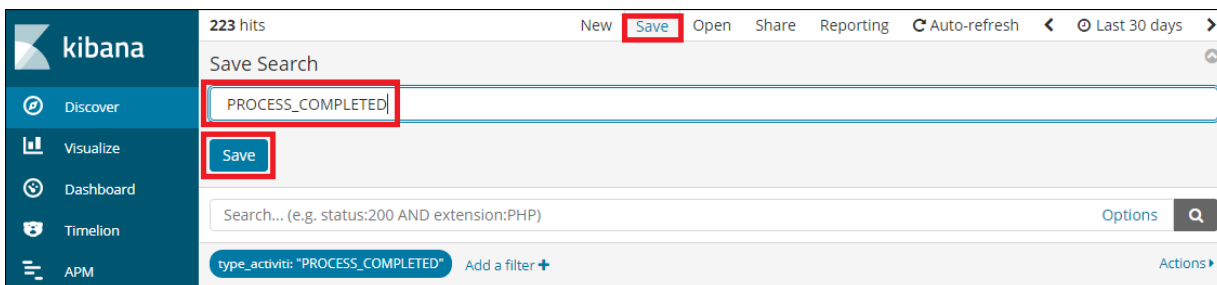 223 hits New Save Open Share Reporting Auto-refresh Last 30 days
kibana
Save Search
PROCESS_COMPLETED
Discover
Visualize
Save
Dashboard
Search... (e.g. status:200 AND extension:PHP) Options
Timelion
type_activiti: "PROCESS_COMPLETED" Add a filter + Actions
APM